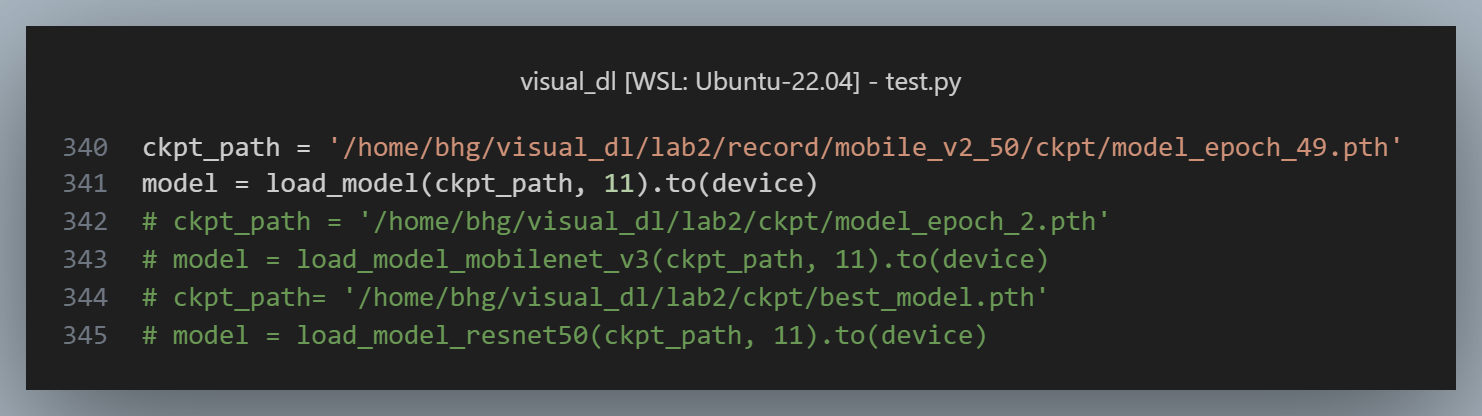 visual_dl [WSL: Ubuntu-22.04] - test.py
340 ckpt_path = '/home/bhg/visual_dl/lab2/record/mobile_v2_50/ckpt/model_epoch_49.pth'
341 model = load_model(ckpt_path, 11).to(device)
342 # ckpt_path = '/home/bhg/visual_dl/lab2/ckpt/model_epoch_2.pth'
343 # model = load_model_mobilenet_v3(ckpt_path, 11).to(device)
344 # ckpt_path= '/home/bhg/visual_dl/lab2/ckpt/best_model.pth'
345 # model = load_model_resnet50(ckpt_path, 11).to(device)